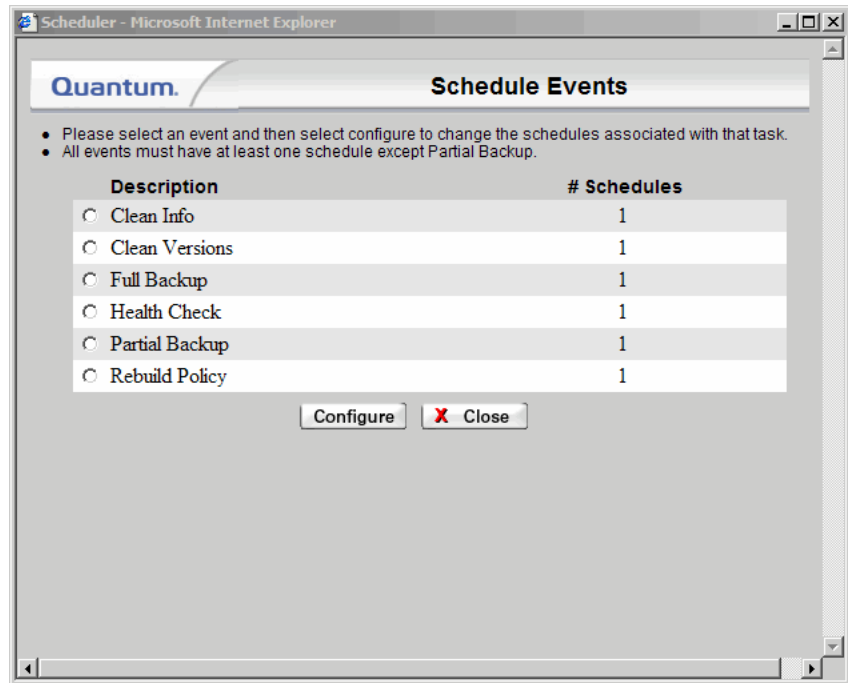 Scheduler - Microsoft Internet Explorer
Quantum.
Schedule Events
• Please select an event and then select configure to change the schedules associated with that task.
• All events must have at least one schedule except Partial Backup.
Description # Schedules
Clean Info 1
Clean Versions 1
Full Backup 1
Health Check 1
Partial Backup 1
Rebuild Policy 1
Configure X Close